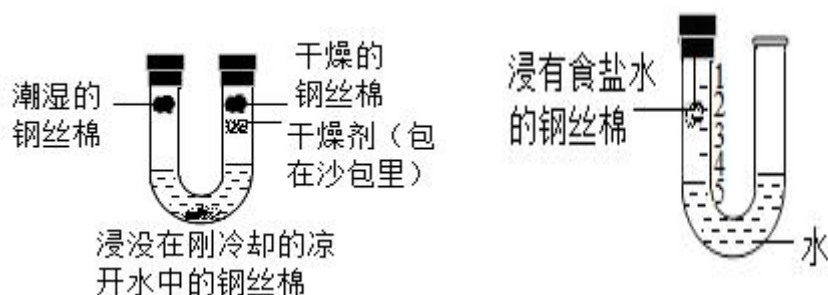 潮湿的
钢丝棉
干燥的
钢丝棉
干燥剂（包
在沙包里）
浸没在刚冷却的凉
开水中的钢丝棉
浸有食盐水
的钢丝棉
1
2
3
4
5
水